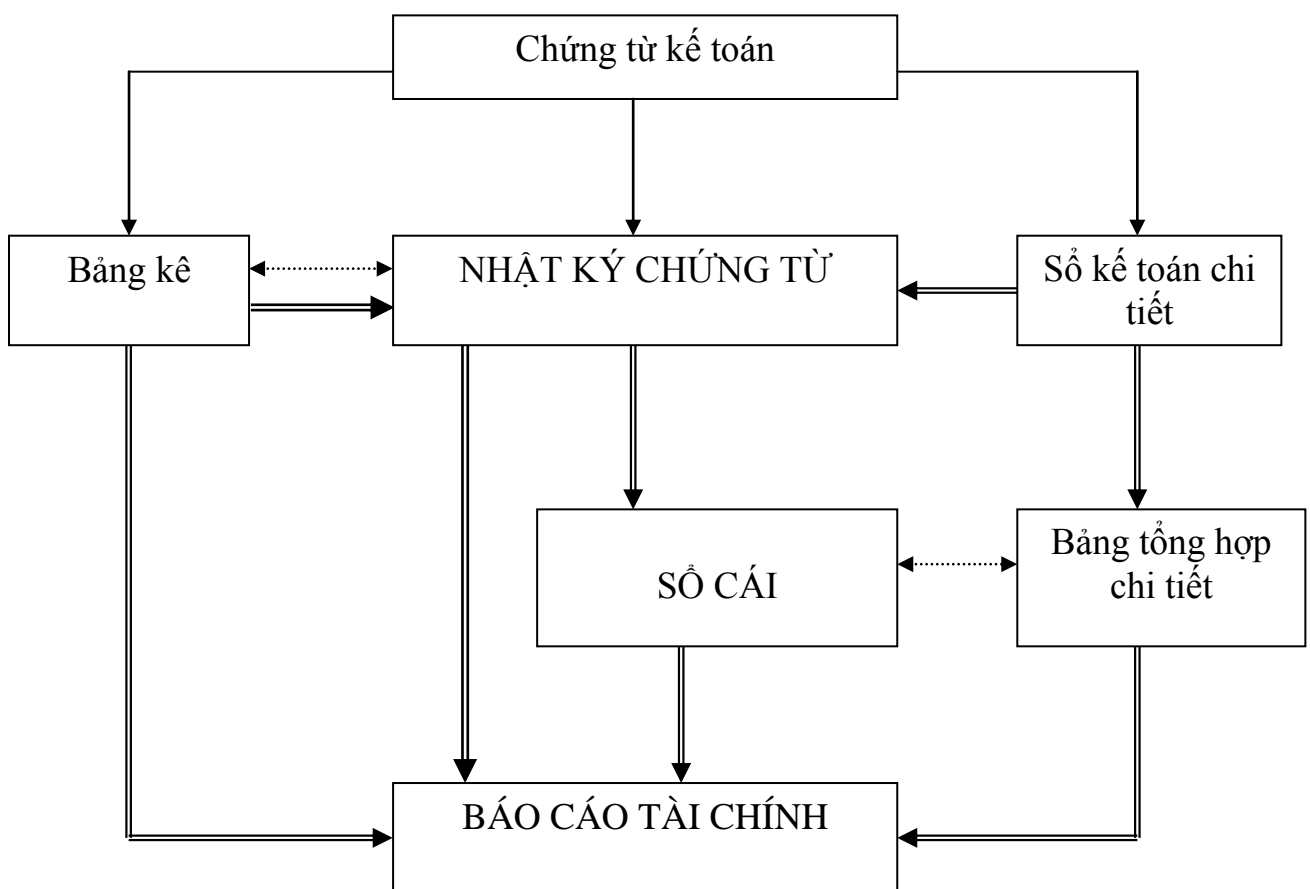 Chứng từ kế toán
Bảng kê
NHẬT KÝ CHỨNG TỪ
Sổ kế toán chi
tiết
SỔ CÁI
Bảng tổng hợp
chi tiết
BÁO CÁO TÀI CHÍNH